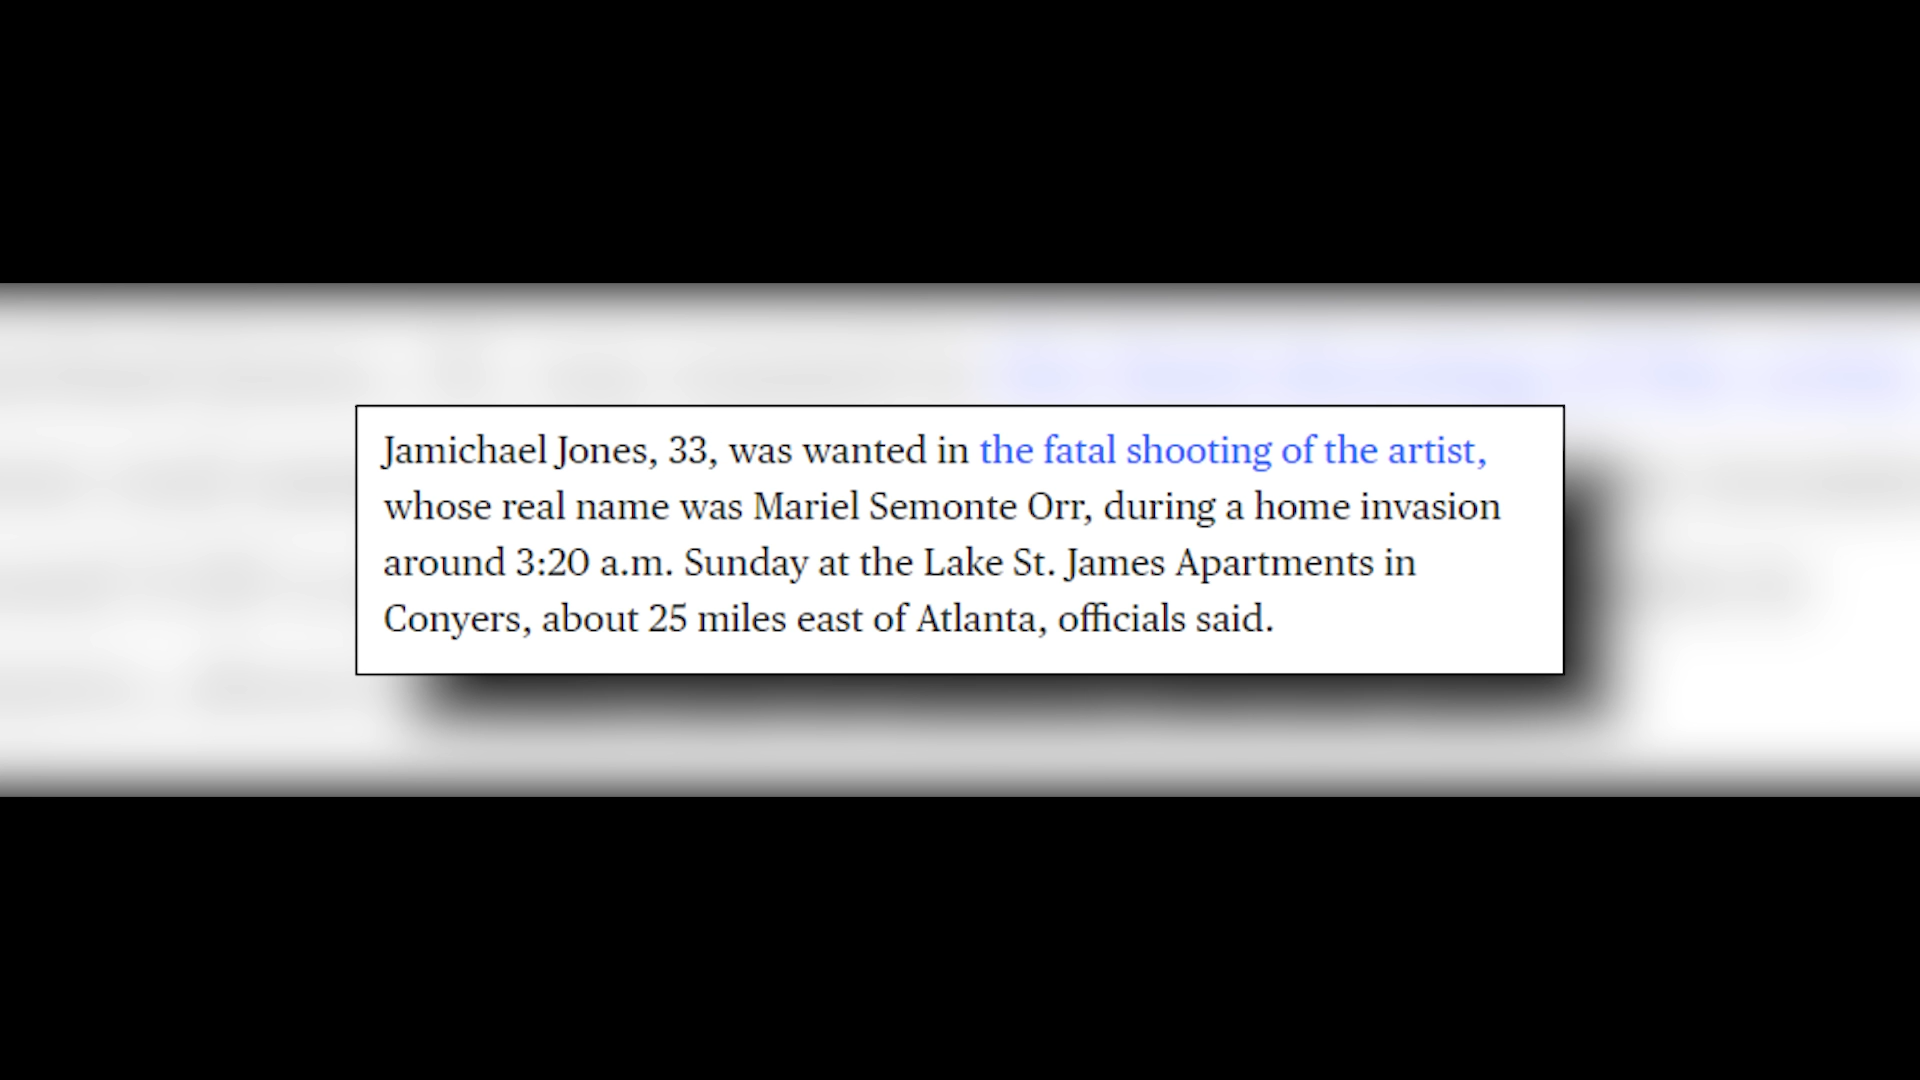 Jamichael Jones, 33, was wanted in the fatal shooting of the artist,
whose real name was Mariel Semonte Orr, during a home invasion
around 3:20 a.m. Sunday at the Lake St. James Apartments in
Conyers, about 25 miles east of Atlanta, officials said.